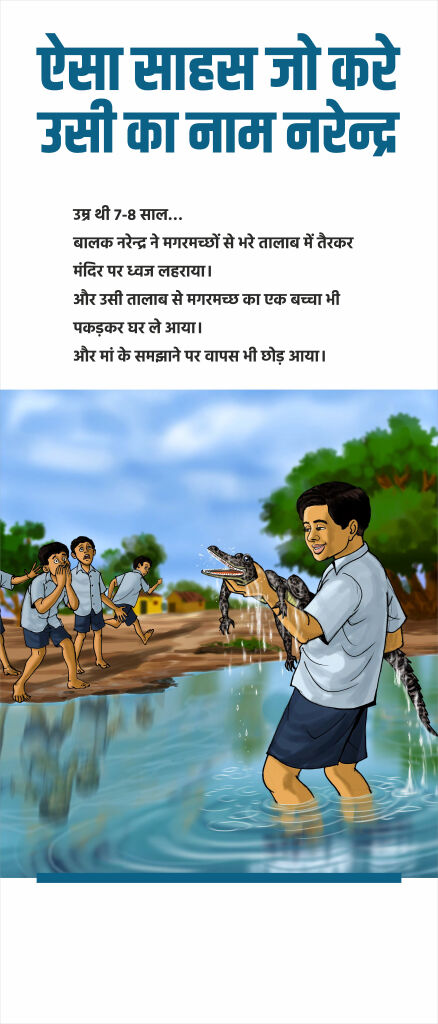 ऐसा साहस जो करे
उसी का नाम नरेन्द्र
उम्र थी 7-8 साल...
बालक नरेन्द्र ने मगरमच्छों से भरे तालाब में तैरकर
मंदिर पर ध्वज लहराया।
और उसी तालाब से मगरमच्छ का एक बच्चा भी
पकड़कर घर ले आया।
और मां के समझाने पर वापस भी छोड़ आया।